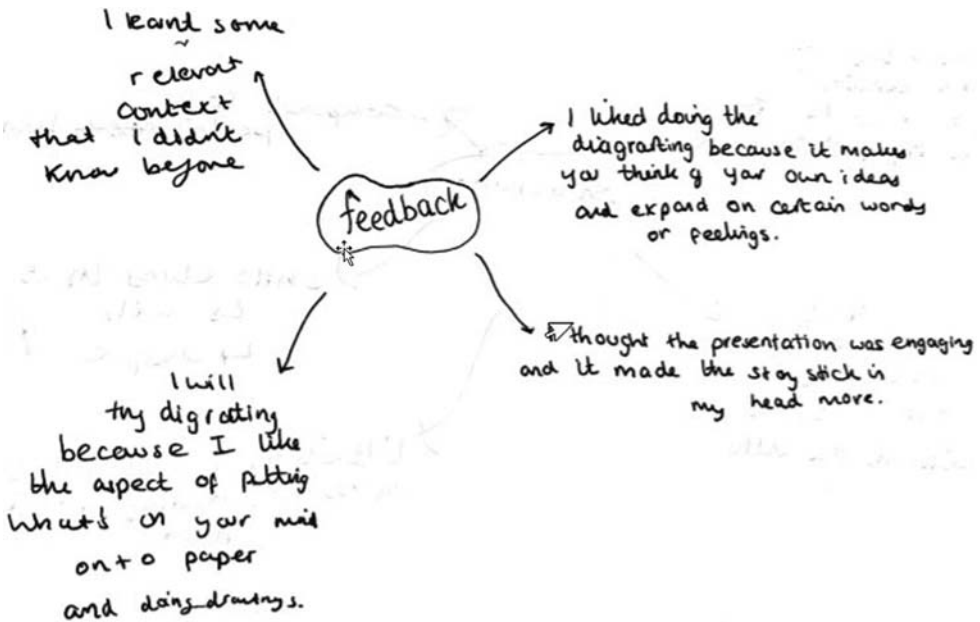 I learnt some
relevant
context
that i didn't
know before
feedback
I liked doing the
diagrafting because it makes
you think of your own ideas
and expand on certain words
or feelings.
thought the presentation was engaging
and it made the story stick in
my head more.
I will
try digrafting
because I like
the aspect of putting
what's on your mind
onto paper
and doing drawings.